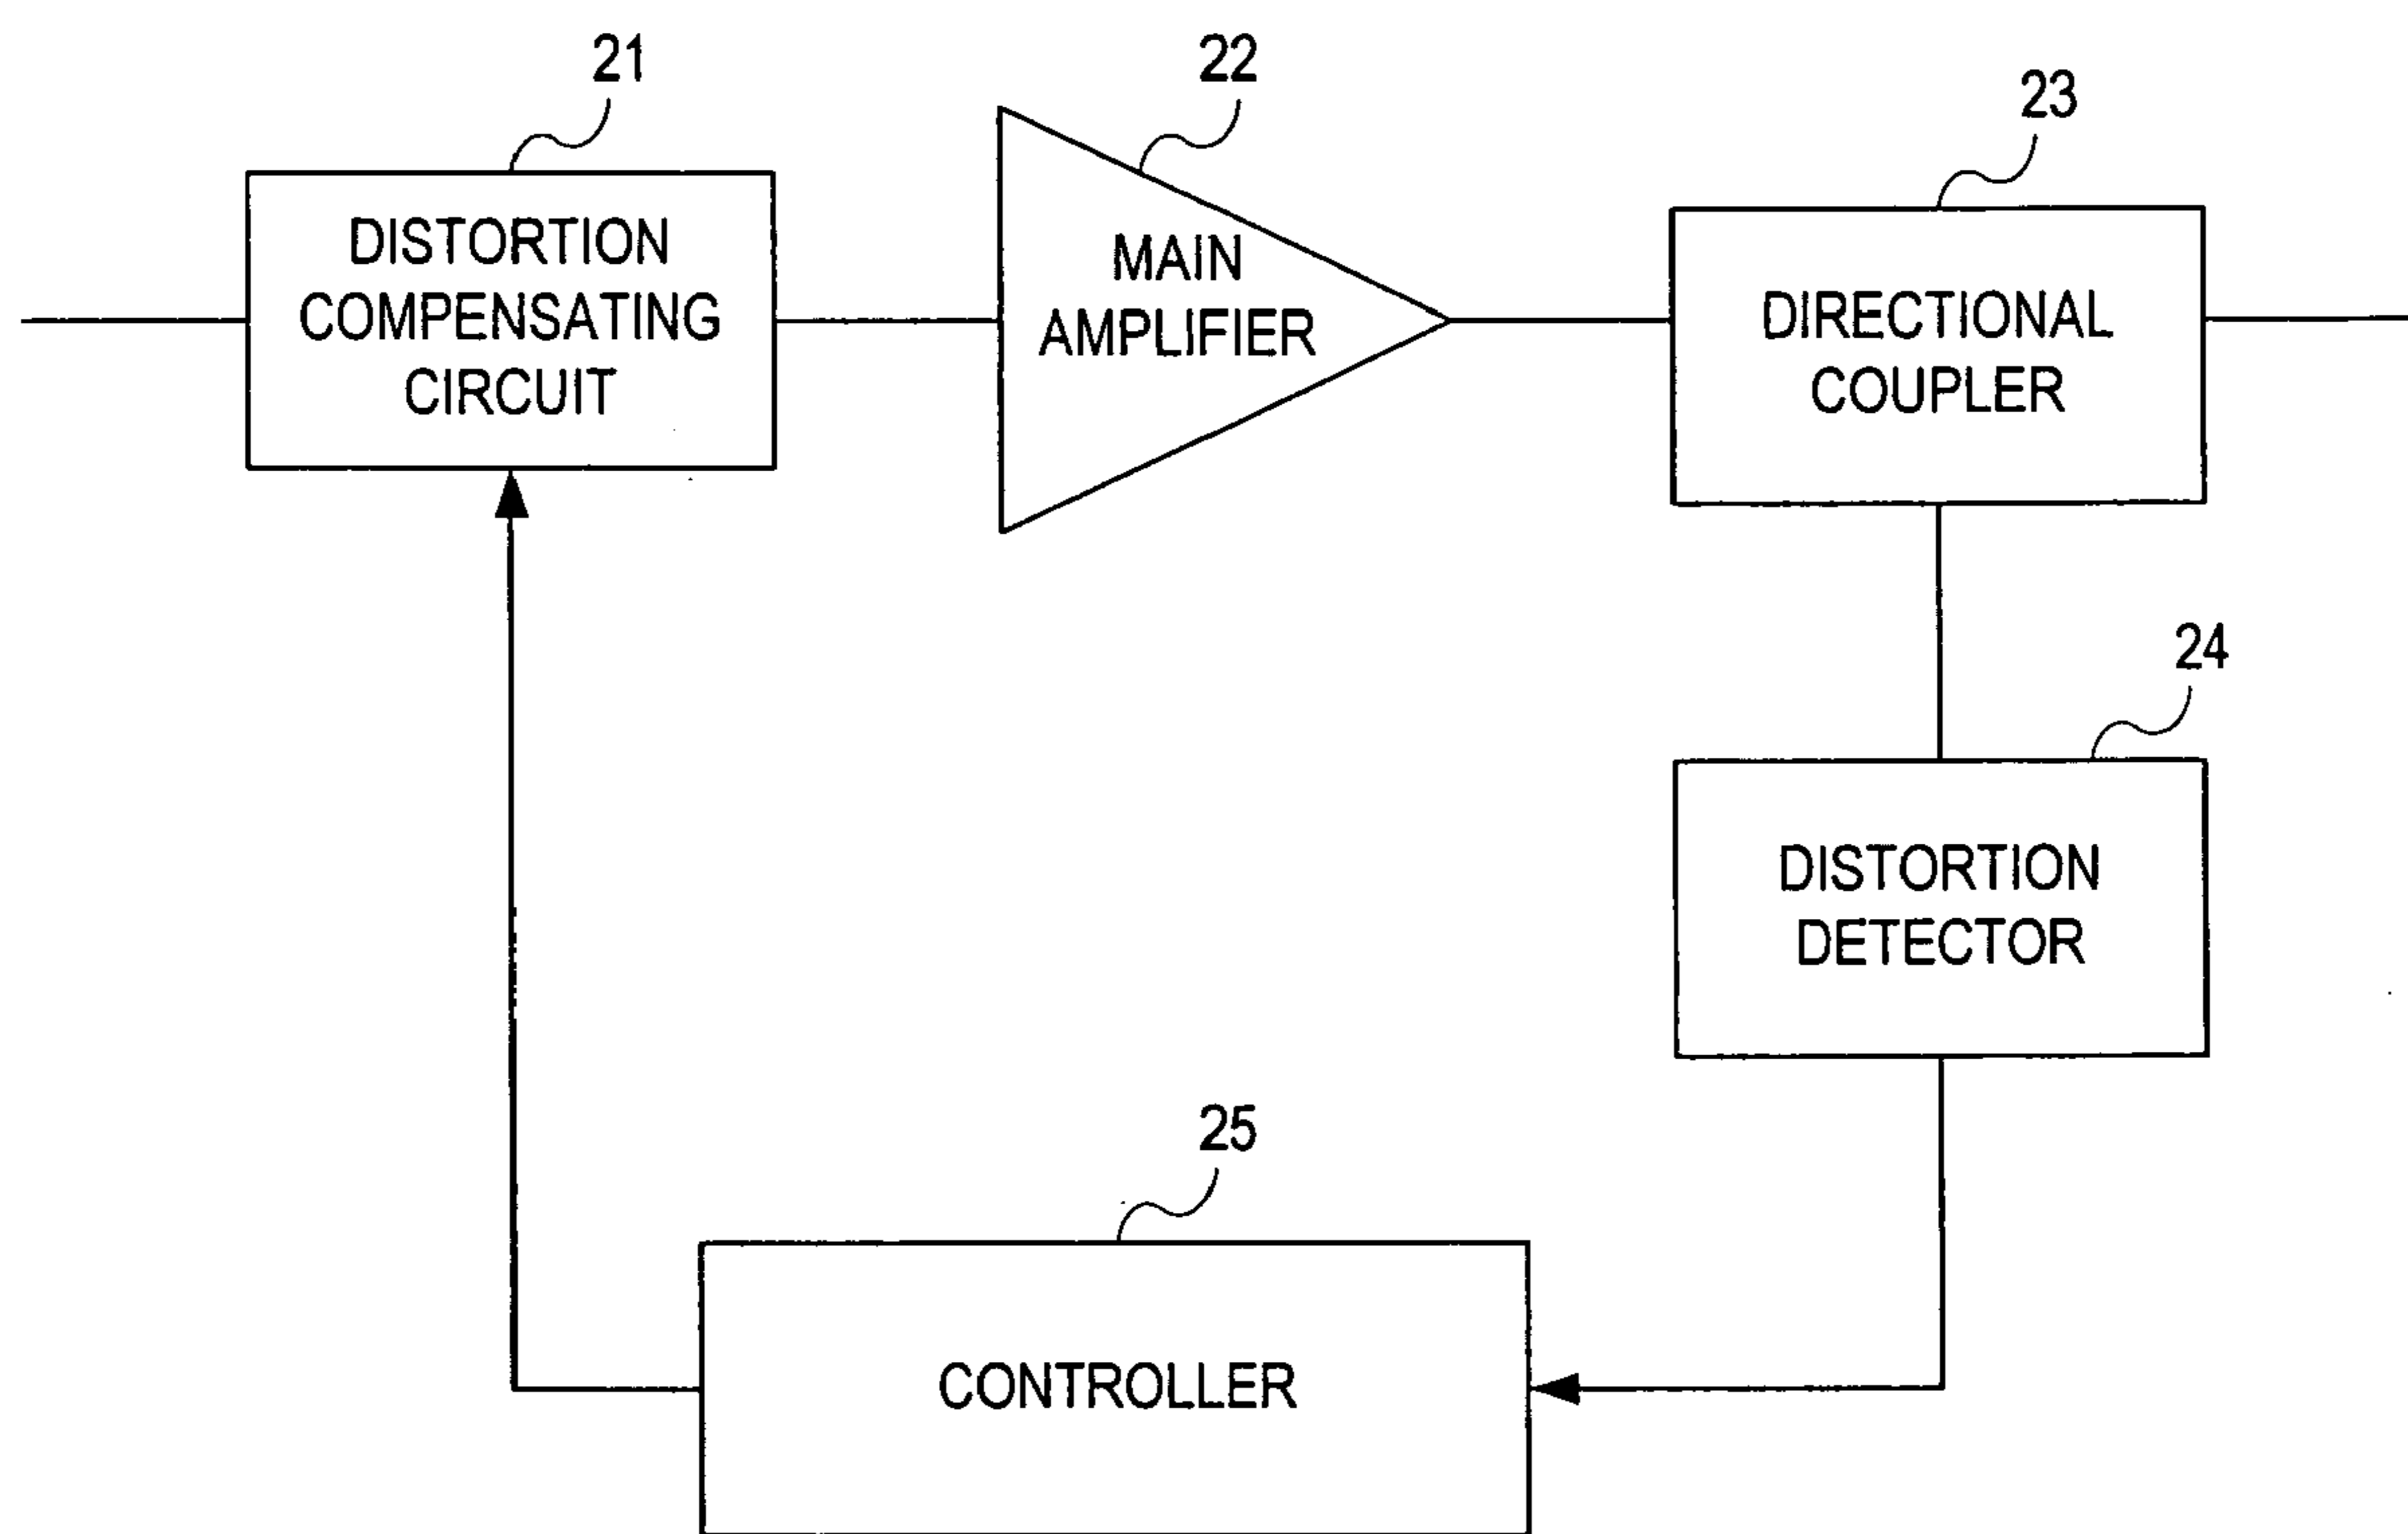 21
22
23
DISTORTION
COMPENSATING
CIRCUIT
MAIN
AMPLIFIER
DIRECTIONAL
COUPLER
24
DISTORTION
DETECTOR
25
CONTROLLER